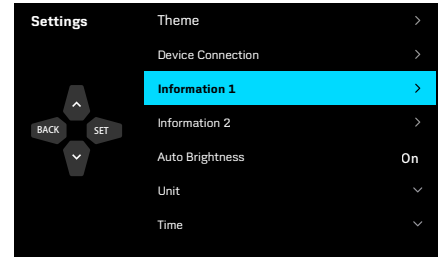 Settings
Theme
Device Connection
Information 1
Information 2
BACK
SET
Auto Brightness On
Unit
Time